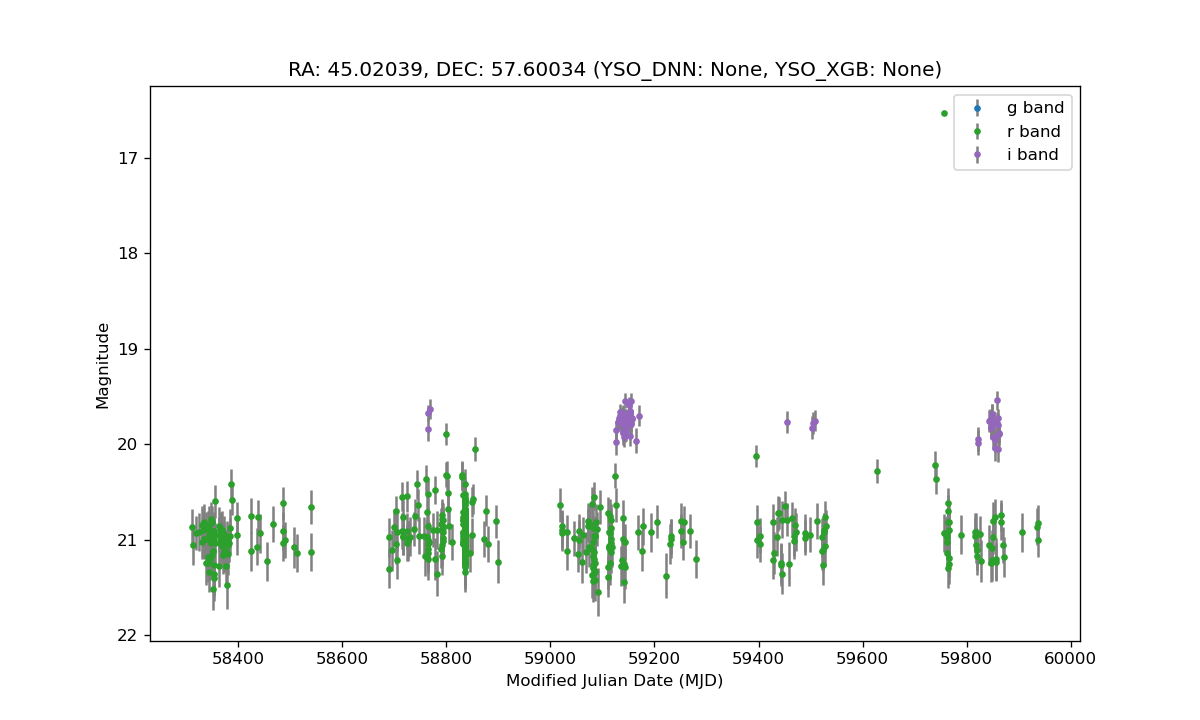 RA: 45.02039, DEC: 57.60034 (YSO_DNN: None, YSO_XGB: None)
g band
r band
i band
17
18
19
20
21
22
Magnitude
58400 58600 58800 59000 59200 59400 59600 59800 60000
Modified Julian Date (MJD)